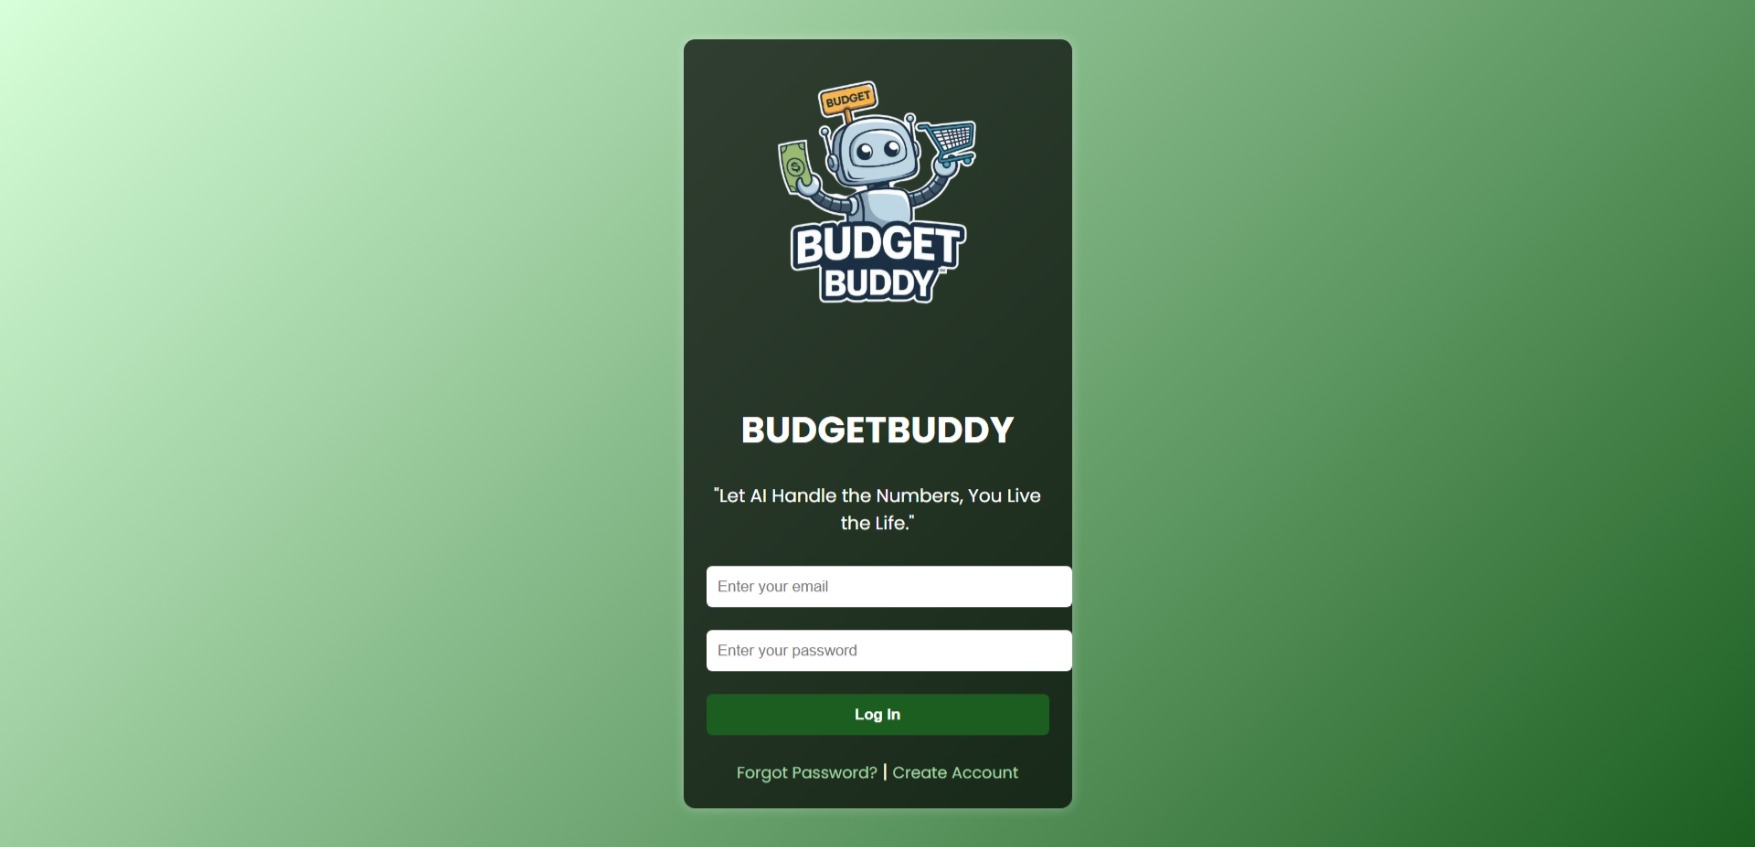 BUDGET
BUDGET
BUDDY
BUDGETBUDDY
"Let AI Handle the Numbers, You Live
the Life."
Enter your email
Enter your password
Log In
Forgot Password? | Create Account